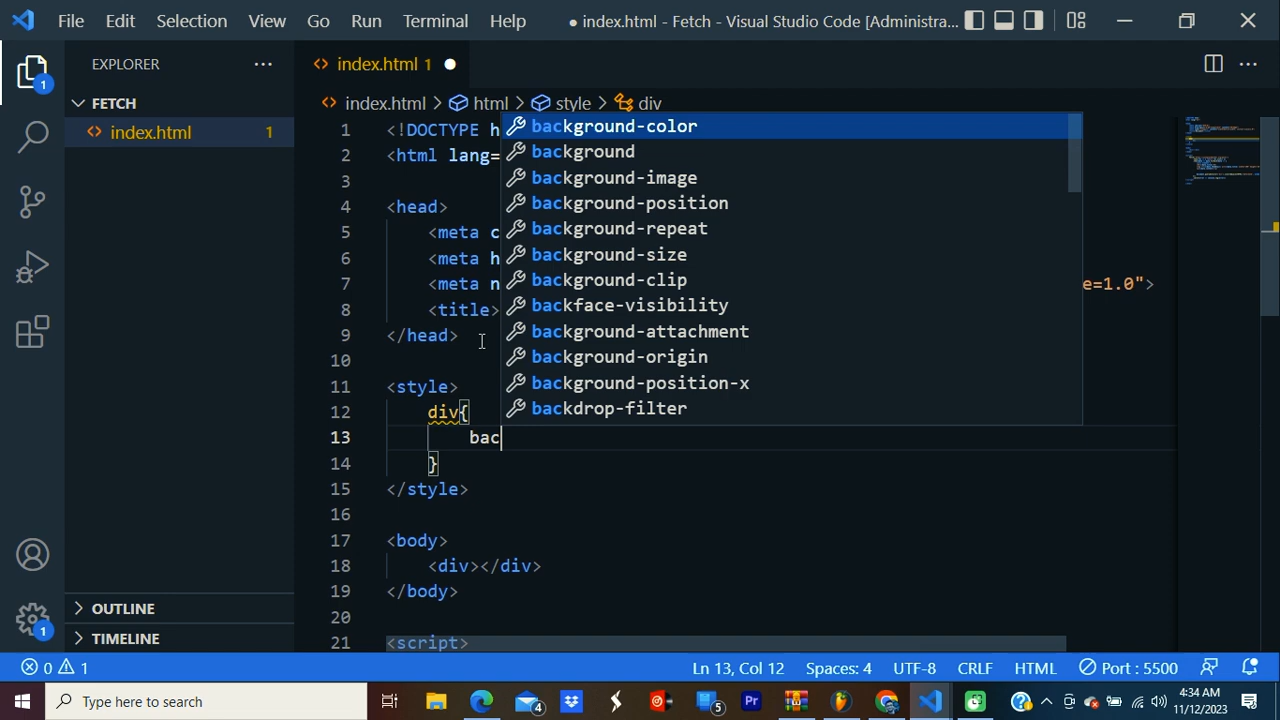 File Edit Selection View Go Run Terminal Help ● index.html - Fetch - Visual Studio Code [Administra...
1
EXPLORER ...
index.html 1 ●
FETCH
index.html > html > style > div
index.html 1
1 <!DOCTYPE h
2 <html lang=
3
4 <head>
5 <meta c
6 <meta h
7 <meta n e=1.0">
8 <title>
9 </head>
10
11 <style>
12 div{
13 bac
14 }
15 </style>
16
17 <body>
18 <div></div>
19 </body>
20
21 <script>
background-color
background
background-image
background-position
background-repeat
background-size
background-clip
backface-visibility
background-attachment
background-origin
background-position-x
backdrop-filter
OUTLINE
1
TIMELINE
0 1 Ln 13, Col 12 Spaces: 4 UTF-8 CRLF HTML Port : 5500
Type here to search
4
5
Pr
4:34 AM
11/12/2023